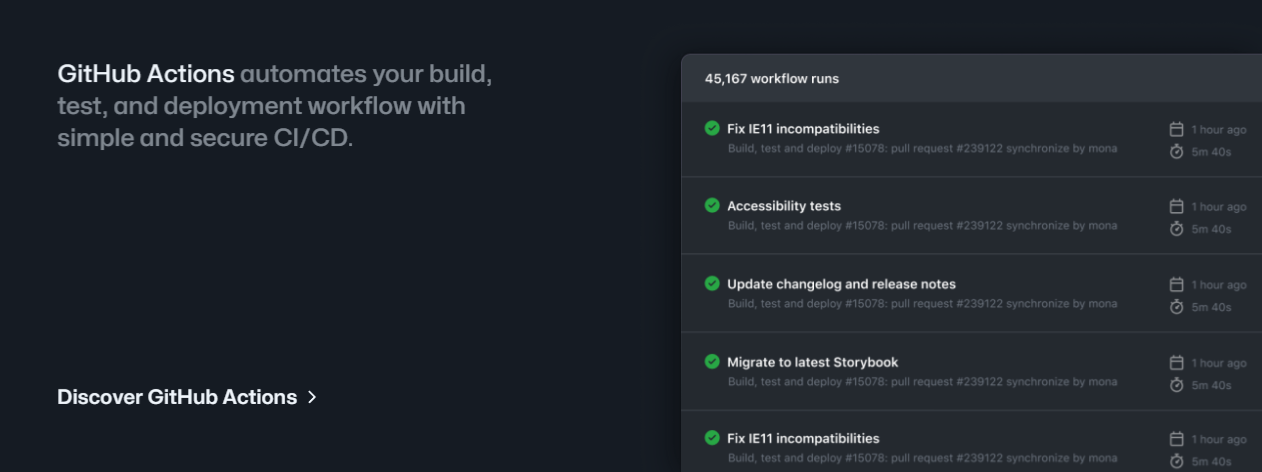 GitHub Actions automates your build,
test, and deployment workflow with
simple and secure CI/CD.
Discover GitHub Actions
45,167 workflow runs
Fix IE11 incompatibilities
Build, test and deploy #15078: pull request #239122 synchronize by mona
1 hour ago
5m 40s
Accessibility tests
Build, test and deploy #15078: pull request #239122 synchronize by mona
1 hour ago
5m 40s
Update changelog and release notes
Build, test and deploy #15078: pull request #239122 synchronize by mona
1 hour ago
5m 40s
Migrate to latest Storybook
Build, test and deploy #15078: pull request #239122 synchronize by mona
1 hour ago
5m 40s
Fix IE11 incompatibilities
Build, test and deploy #15078: pull request #239122 synchronize by mona
1 hour ago
5m 40s